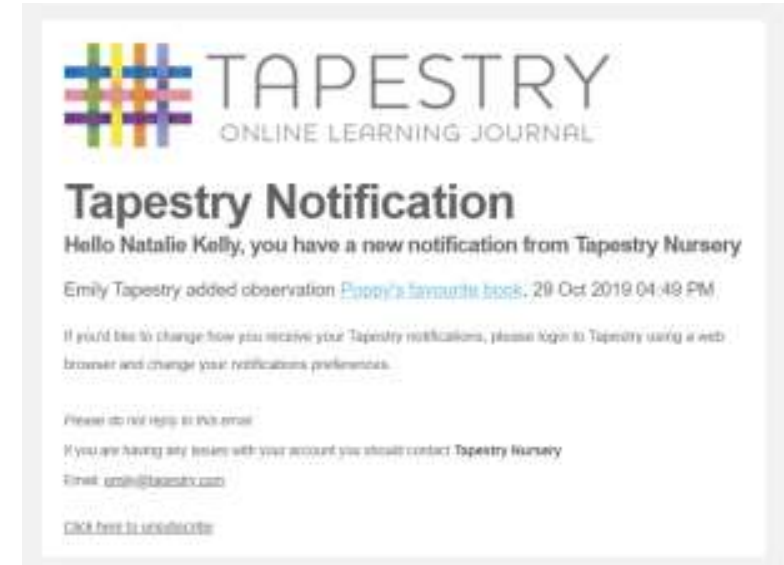 TAPESTRY
ONLINE LEARNING JOURNAL
Tapestry Notification
Hello Natalie Kelly, you have a new notification from Tapestry Nursery
Emily Tapestry added observation Poppy's favourite book, 29 Oct 2019 04:49 PM
If you'd like to change how you receive your Tapestry notifications, please login to Tapestry using a web
browser and change your notifications preferences.
Please do not reply to this email
If you are having any issues with your account you should contact Tapestry Nursery
Email: emily@tapestry.com
Click here to unsubscribe